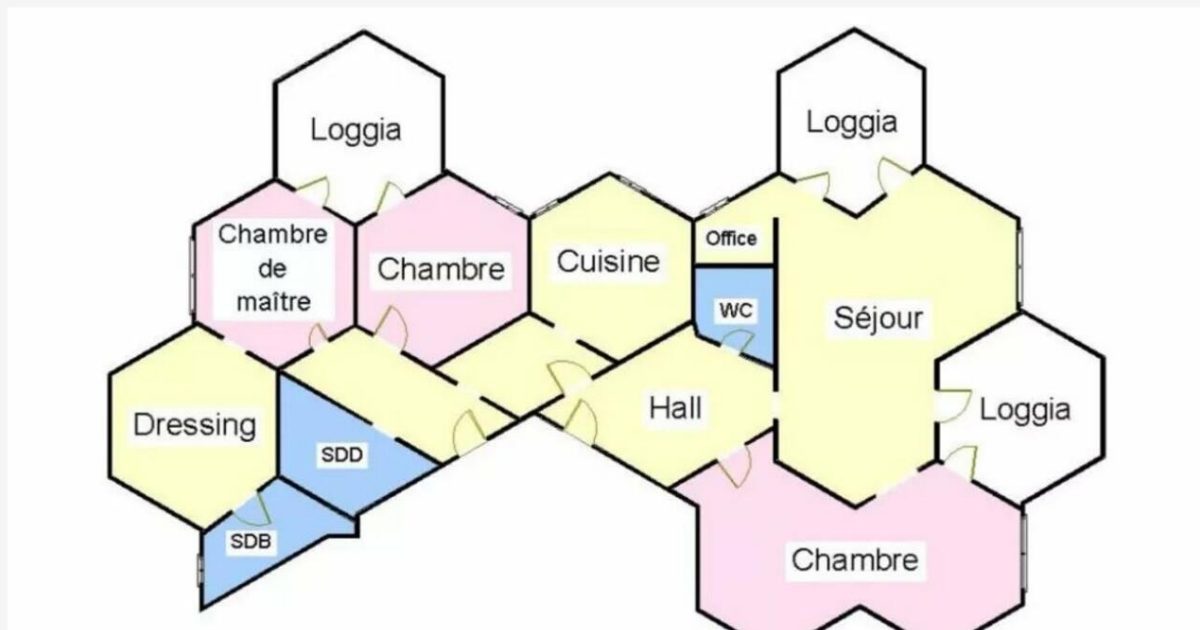 Loggia
Loggia
Chambre
de
maître
Chambre
Cuisine
Office
WC
Séjour
Dressing
SDD
Hall
Loggia
SDB
Chambre